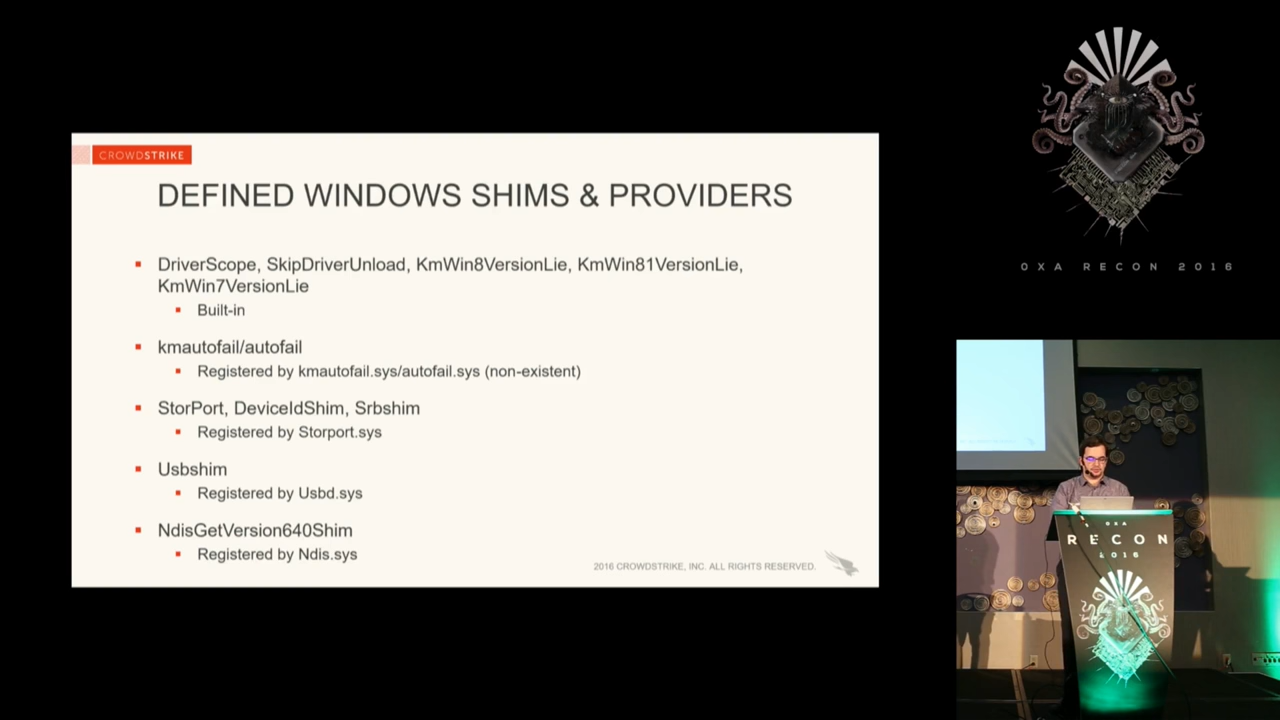 CROWDSTRIKE
DEFINED WINDOWS SHIMS & PROVIDERS
DriverScope, SkipDriverUnload, KmWin8VersionLie, KmWin81VersionLie,
KmWin7VersionLie
Built-in
kmautofail/autofail
Registered by kmautofail.sys/autofail.sys (non-existent)
StorPort, DeviceIdShim, Srbshim
Registered by Storport.sys
Usbshim
Registered by Usbd.sys
NdisGetVersion640Shim
Registered by Ndis.sys
2016 CROWDSTRIKE, INC. ALL RIGHTS RESERVED.
0XA RECON 2016
0XA
RECON
2016